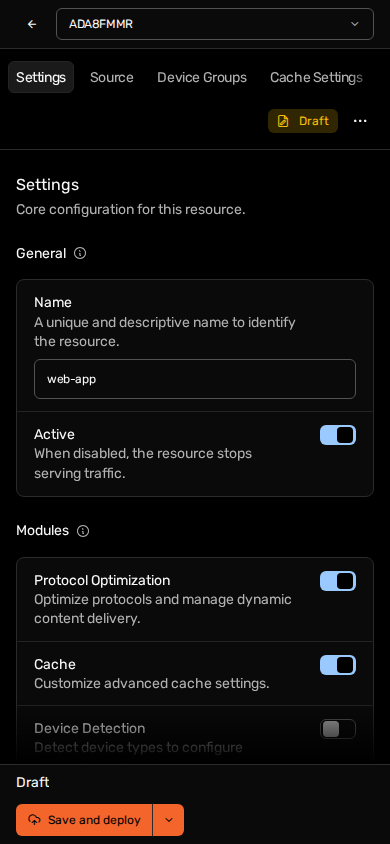 ADA8FMMR
Settings
Source
Device Groups
Cache Settings
Draft
Settings
Core configuration for this resource.
General
Name
A unique and descriptive name to identify
the resource.
web-app
Active
When disabled, the resource stops
serving traffic.
Modules
Protocol Optimization
Optimize protocols and manage dynamic
content delivery.
Cache
Customize advanced cache settings.
Device Detection
Detect device types to configure
Draft
Save and deploy